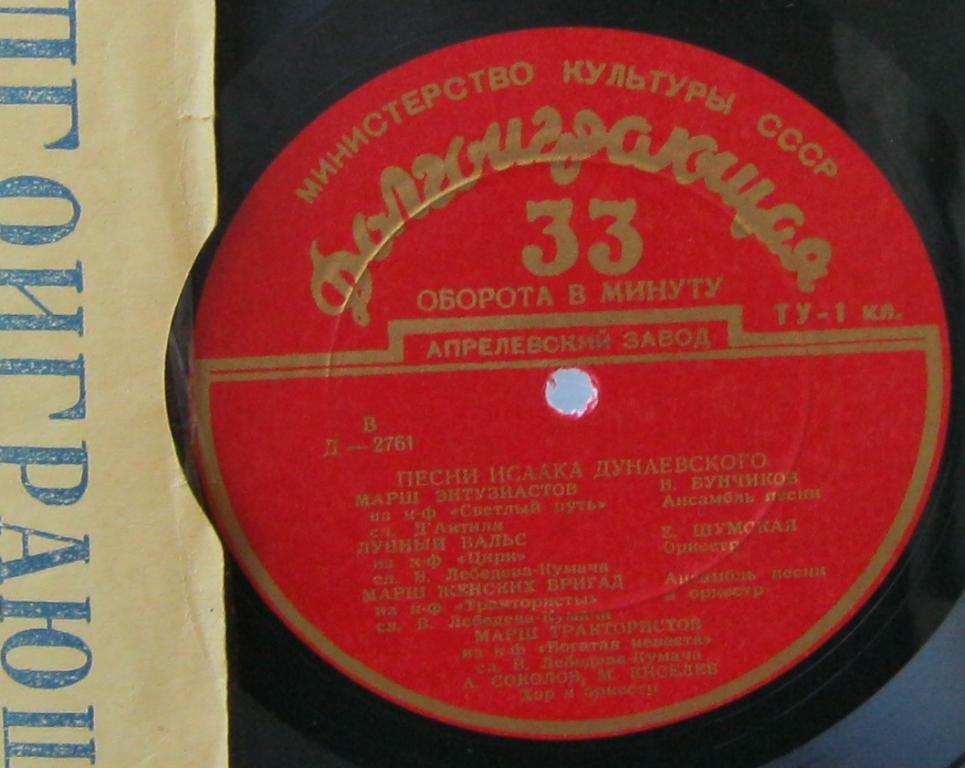 ЛГОИГРАЮЩ
МИНИСТЕРСТВО КУЛЬТУРЫ СССР
Долгоиграющая
33
ОБОРОТА В МИНУТУ
ТУ-1 кл.
АПРЕЛЕВСКИЙ ЗАВОД
В
Д — 2761
ПЕСНИ ИСААКА ДУНАЕВСКОГО
МАРШ ЭНТУЗИАСТОВ В. БУНЧИКОВ
из к-ф «Светлый путь» Ансамбль песни
сл. Д'Актиля
ЛУННЫЙ ВАЛЬС Е. ШУМСКАЯ
из к-ф «Цирк» Оркестр
сл. В. Лебедева-Кумача
МАРШ ЖЕНСКИХ БРИГАД Ансамбль песни
из к-ф «Трактористы» и оркестр
сл. В. Лебедева-Кумача
МАРШ ТРАКТОРИСТОВ
из к-ф «Богатая невеста»
сл. В. Лебедева-Кумача
А. СОКОЛОВ, М. КИСЕЛЕВ
Хор и оркестр